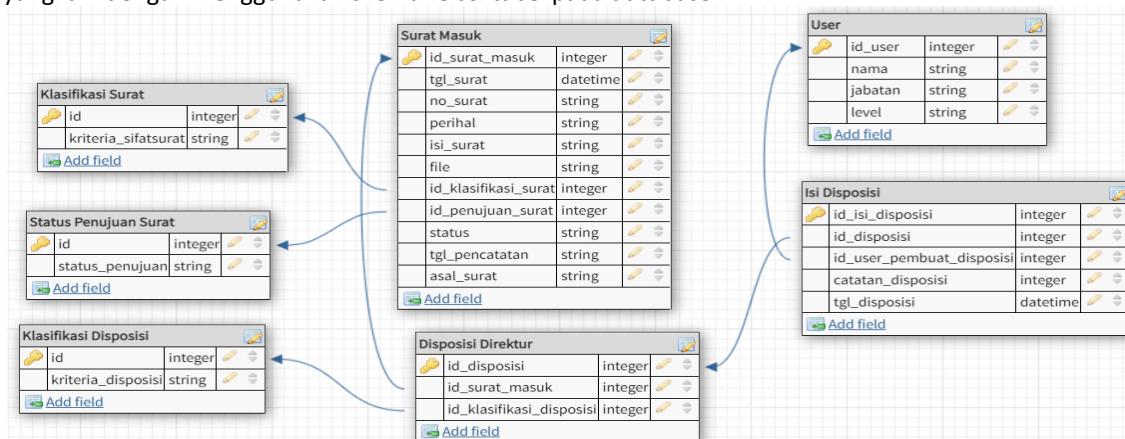 pada database
Klasifikasi Surat
id integer
kriteria_sifatsurat string
Add field
Status Penujuan Surat
id integer
status_penujuan string
Add field
Klasifikasi Disposisi
id integer
kriteria_disposisi string
Add field
Surat Masuk
id_surat_masuk integer
tgl_surat datetime
no_surat string
perihal string
isi_surat string
file string
id_klasifikasi_surat integer
id_penujuan_surat integer
status string
tgl_pencatatan string
asal_surat string
Add field
Disposisi Direktur
id_disposisi integer
id_surat_masuk integer
id_klasifikasi_disposisi integer
Add field
User
id_user integer
nama string
jabatan string
level string
Add field
Isi Disposisi
id_isi_disposisi integer
id_disposisi integer
id_user_pembuat_disposisi integer
catatan_disposisi integer
tgl_disposisi datetime
Add field